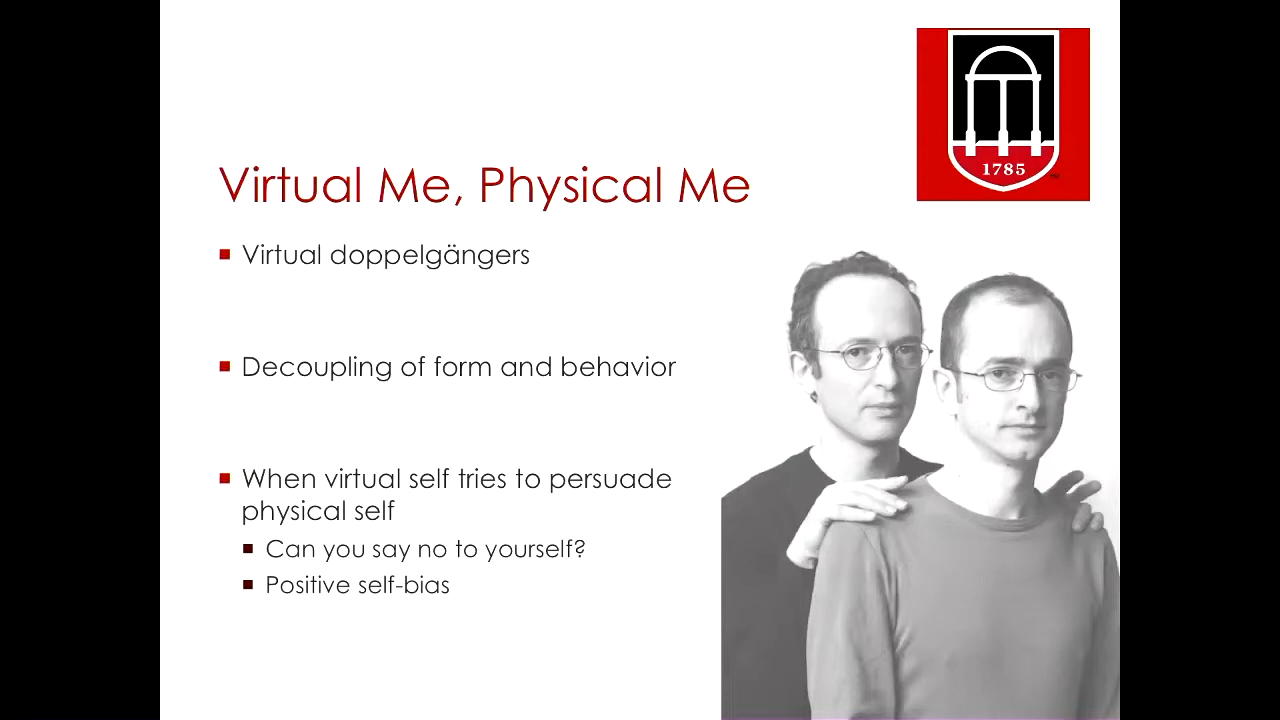 1785
Virtual Me, Physical Me
Virtual doppelgängers
Decoupling of form and behavior
When virtual self tries to persuade
physical self
Can you say no to yourself?
Positive self-bias